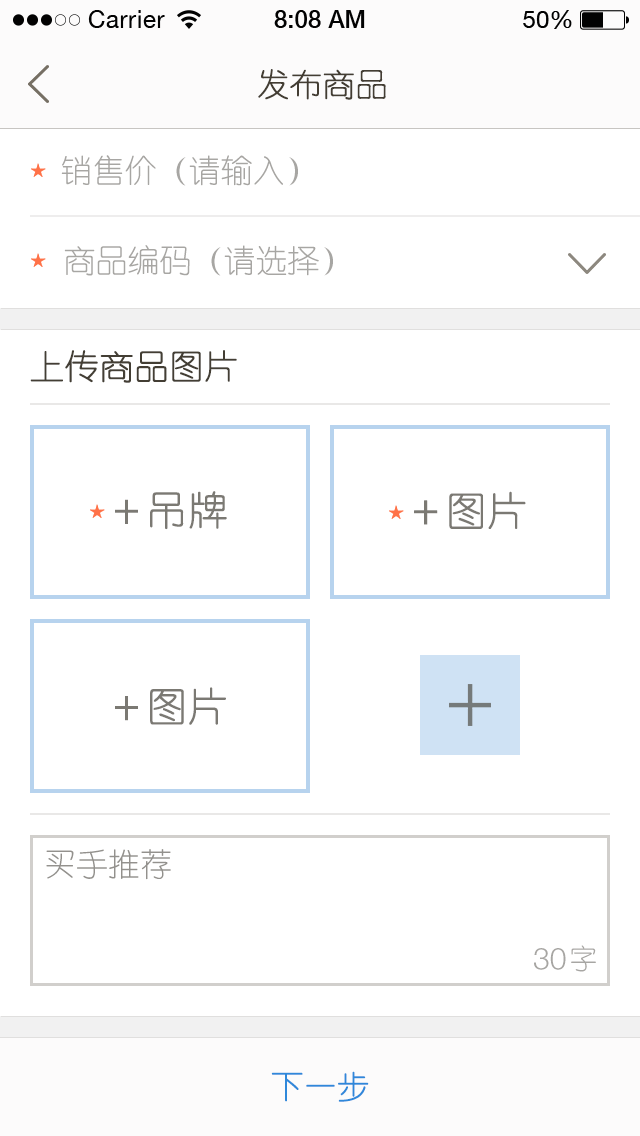 Carrier 8:08 AM 50%
发布商品
★ 销售价（请输入）
★ 商品编码（请选择）
上传商品图片
★ +吊牌
★ +图片
+图片
+
买手推荐
30字
下一步